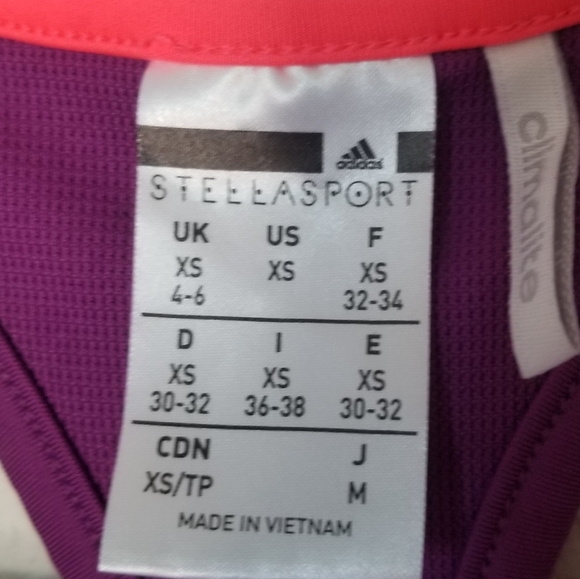 adidas
STELLASPORT
UK US F
XS XS XS
4-6 32-34
D I E
XS XS XS
30-32 36-38 30-32
CDN J
XS/TP M
MADE IN VIETNAM
climalite